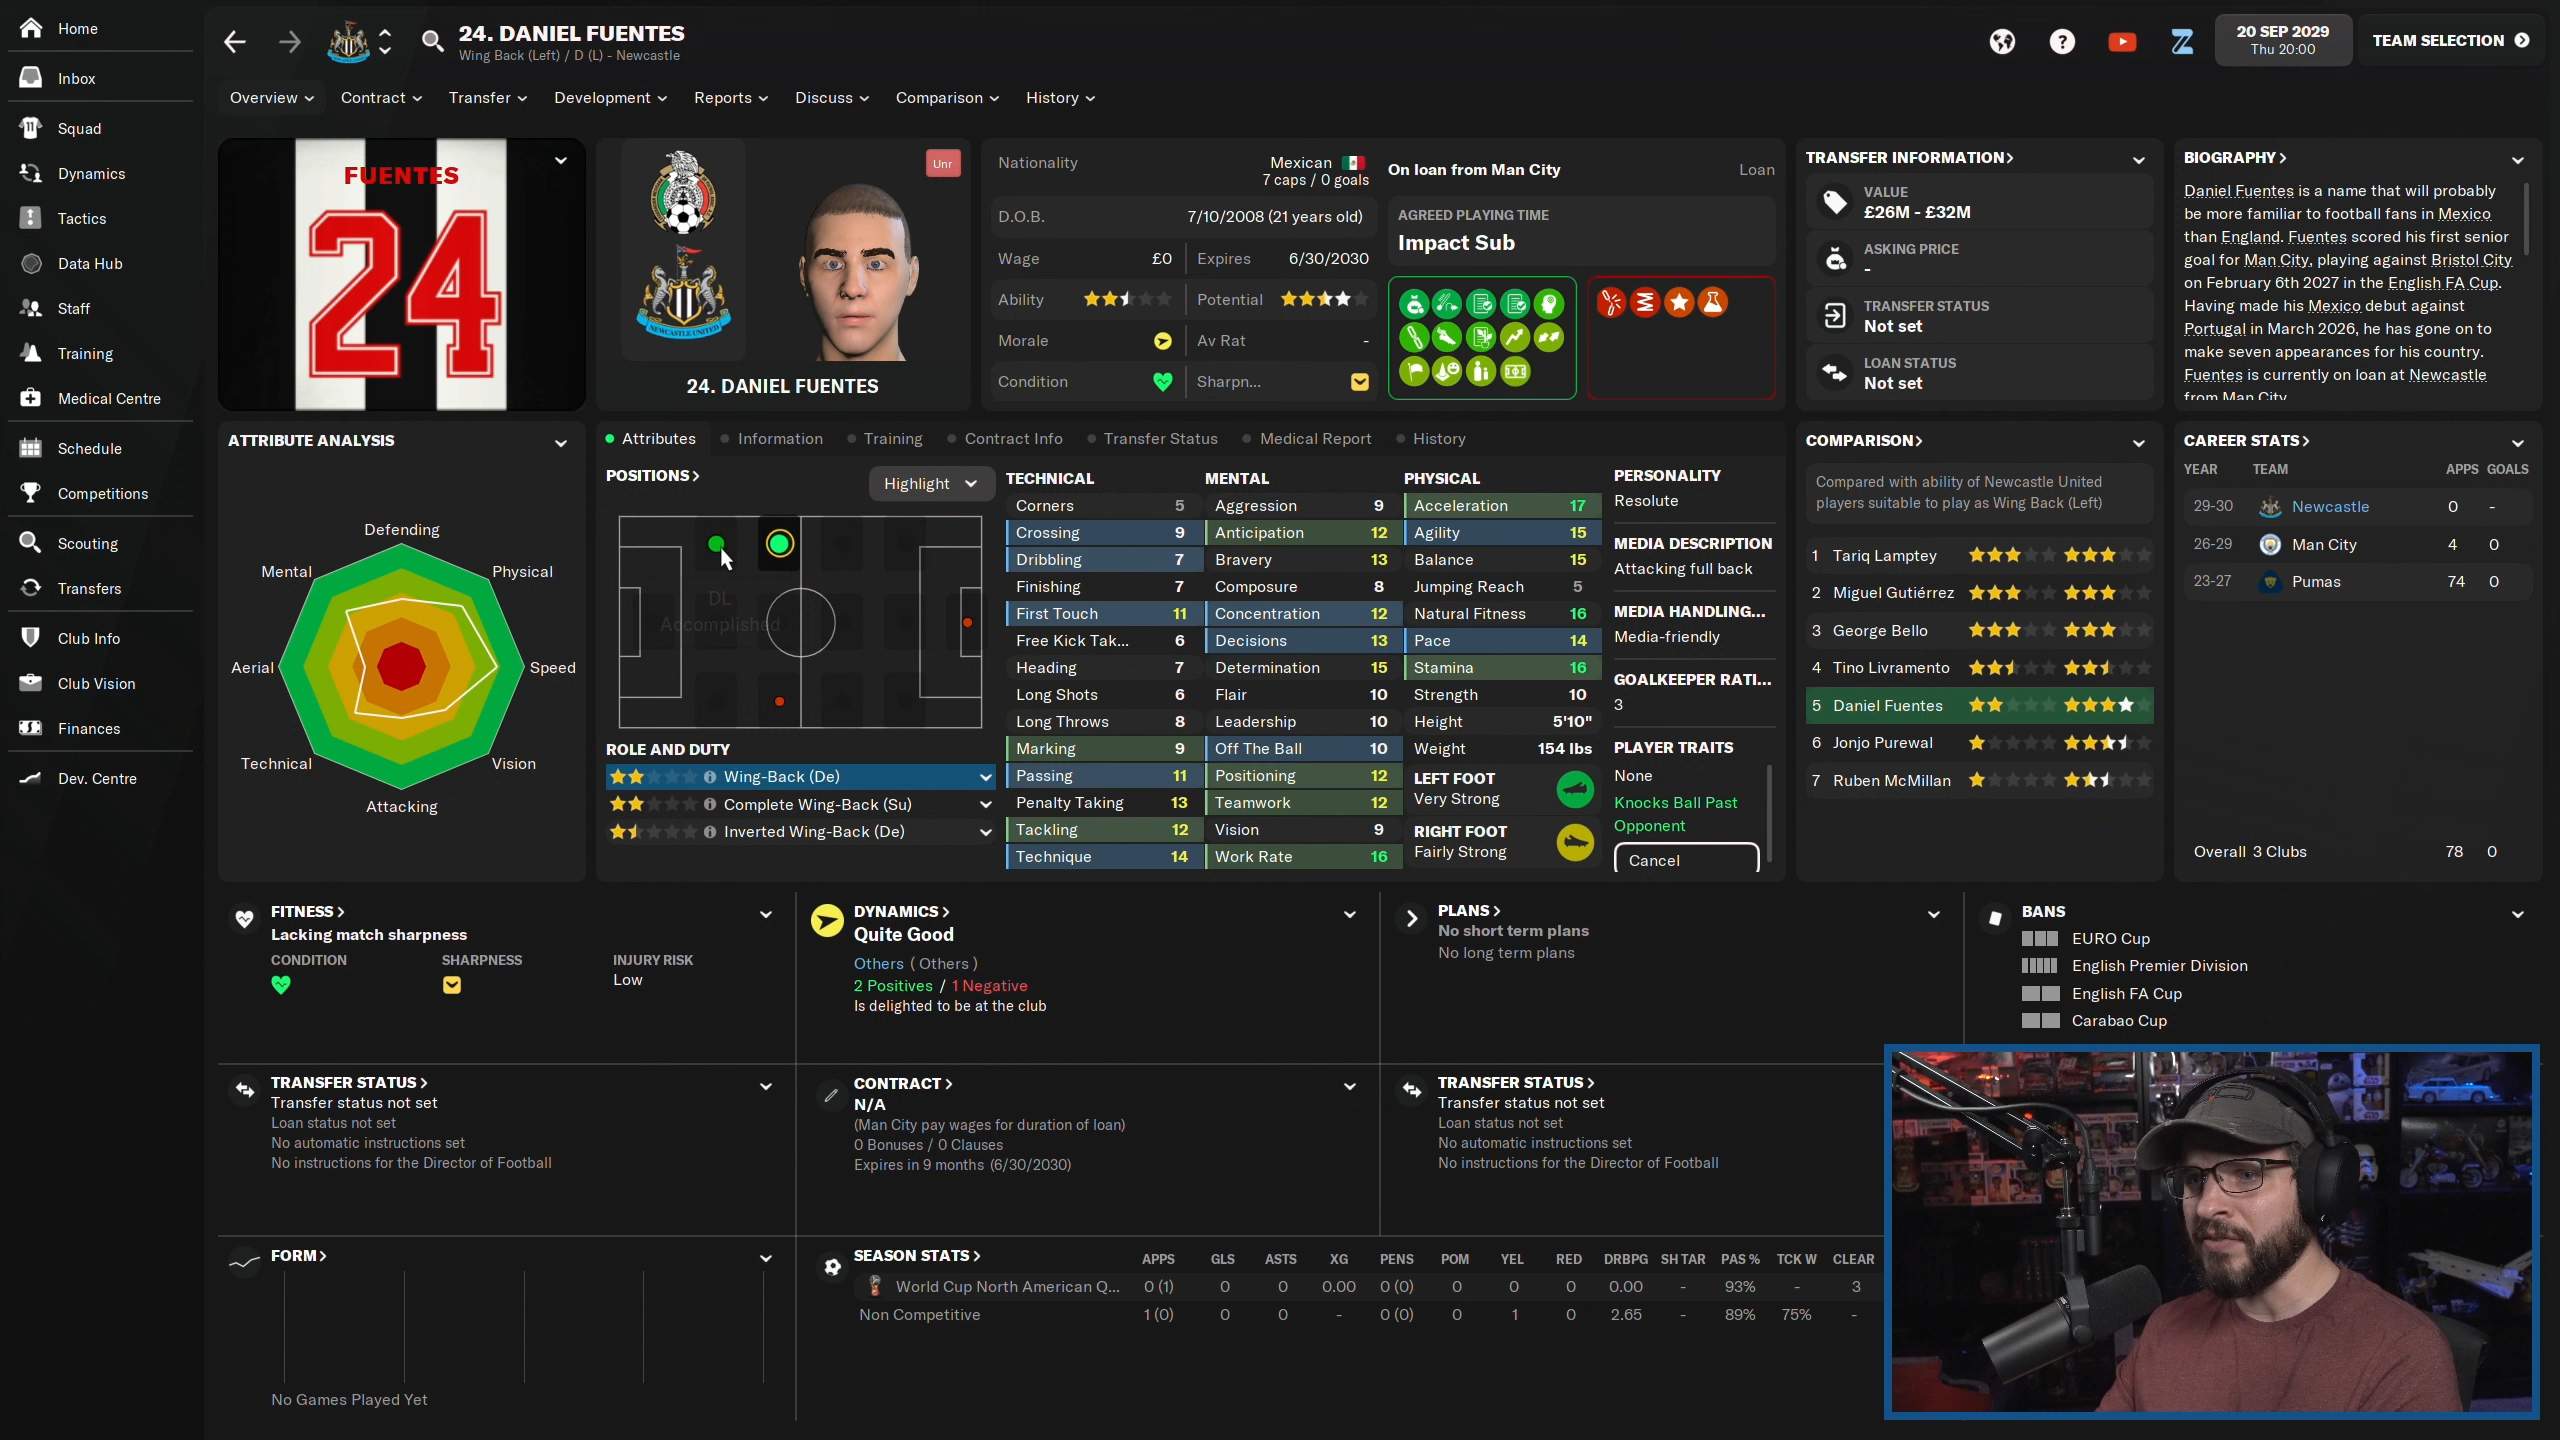 Home
Inbox
Squad
Dynamics
Tactics
Data Hub
Staff
Training
Medical Centre
Schedule
Competitions
Scouting
Transfers
Club Info
Club Vision
Finances
Dev. Centre
24. DANIEL FUENTES
Wing Back (Left) / D (L) - Newcastle
20 SEP 2029
Thu 20:00
TEAM SELECTION
Overview
Contract
Transfer
Development
Reports
Discuss
Comparison
History
FUENTES
24
Unr
24. DANIEL FUENTES
Nationality
Mexican
7 caps / 0 goals
D.O.B.
7/10/2008 (21 years old)
Wage £0 Expires 6/30/2030
Ability Potential
Morale Av Rat -
Condition Sharpn...
On loan from Man City Loan
AGREED PLAYING TIME
Impact Sub
TRANSFER INFORMATION
VALUE
£26M - £32M
ASKING PRICE
-
TRANSFER STATUS
Not set
LOAN STATUS
Not set
BIOGRAPHY
Daniel Fuentes is a name that will probably
be more familiar to football fans in Mexico
than England. Fuentes scored his first senior
goal for Man City, playing against Bristol City
on February 6th 2027 in the English FA Cup.
Having made his Mexico debut against
Portugal in March 2026, he has gone on to
make seven appearances for his country.
Fuentes is currently on loan at Newcastle
from Man City.
ATTRIBUTE ANALYSIS
Defending
Mental
Physical
Aerial
Speed
Technical
Vision
Attacking
Attributes
Information
Training
Contract Info
Transfer Status
Medical Report
History
POSITIONS
Highlight
DL
Accomplished
ROLE AND DUTY
Wing-Back (De)
Complete Wing-Back (Su)
Inverted Wing-Back (De)
TECHNICAL
Corners 5
Crossing 9
Dribbling 7
Finishing 7
First Touch 11
Free Kick Tak... 6
Heading 7
Long Shots 6
Long Throws 8
Marking 9
Passing 11
Penalty Taking 13
Tackling 12
Technique 14
MENTAL
Aggression 9
Anticipation 12
Bravery 13
Composure 8
Concentration 12
Decisions 13
Determination 15
Flair 10
Leadership 10
Off The Ball 10
Positioning 12
Teamwork 12
Vision 9
Work Rate 16
PHYSICAL
Acceleration 17
Agility 15
Balance 15
Jumping Reach 5
Natural Fitness 16
Pace 14
Stamina 16
Strength 10
Height 5'10"
Weight 154 lbs
LEFT FOOT
Very Strong
RIGHT FOOT
Fairly Strong
PERSONALITY
Resolute
MEDIA DESCRIPTION
Attacking full back
MEDIA HANDLING...
Media-friendly
GOALKEEPER RATI...
3
PLAYER TRAITS
None
Knocks Ball Past
Opponent
Cancel
COMPARISON
Compared with ability of Newcastle United
players suitable to play as Wing Back (Left)
1 Tariq Lamptey
2 Miguel Gutiérrez
3 George Bello
4 Tino Livramento
5 Daniel Fuentes
6 Jonjo Purewal
7 Ruben McMillan
CAREER STATS
YEAR TEAM APPS GOALS
29-30 Newcastle 0 -
26-29 Man City 4 0
23-27 Pumas 74 0
Overall 3 Clubs 78 0
FITNESS
Lacking match sharpness
CONDITION SHARPNESS INJURY RISK
Low
DYNAMICS
Quite Good
Others ( Others )
2 Positives / 1 Negative
Is delighted to be at the club
PLANS
No short term plans
No long term plans
BANS
EURO Cup
English Premier Division
English FA Cup
Carabao Cup
TRANSFER STATUS
Transfer status not set
Loan status not set
No automatic instructions set
No instructions for the Director of Football
CONTRACT
N/A
(Man City pay wages for duration of loan)
0 Bonuses / 0 Clauses
Expires in 9 months (6/30/2030)
TRANSFER STATUS
Transfer status not set
Loan status not set
No automatic instructions set
No instructions for the Director of Football
FORM
No Games Played Yet
SEASON STATS APPS GLS ASTS XG PENS POM YEL RED DRBPG SH TAR PAS % TCK W CLEAR
World Cup North American Q... 0 (1) 0 0 0.00 0 (0) 0 0 0 0.00 - 93% - 3
Non Competitive 1 (0) 0 0 - 0 (0) 0 1 0 2.65 - 89% 75% -